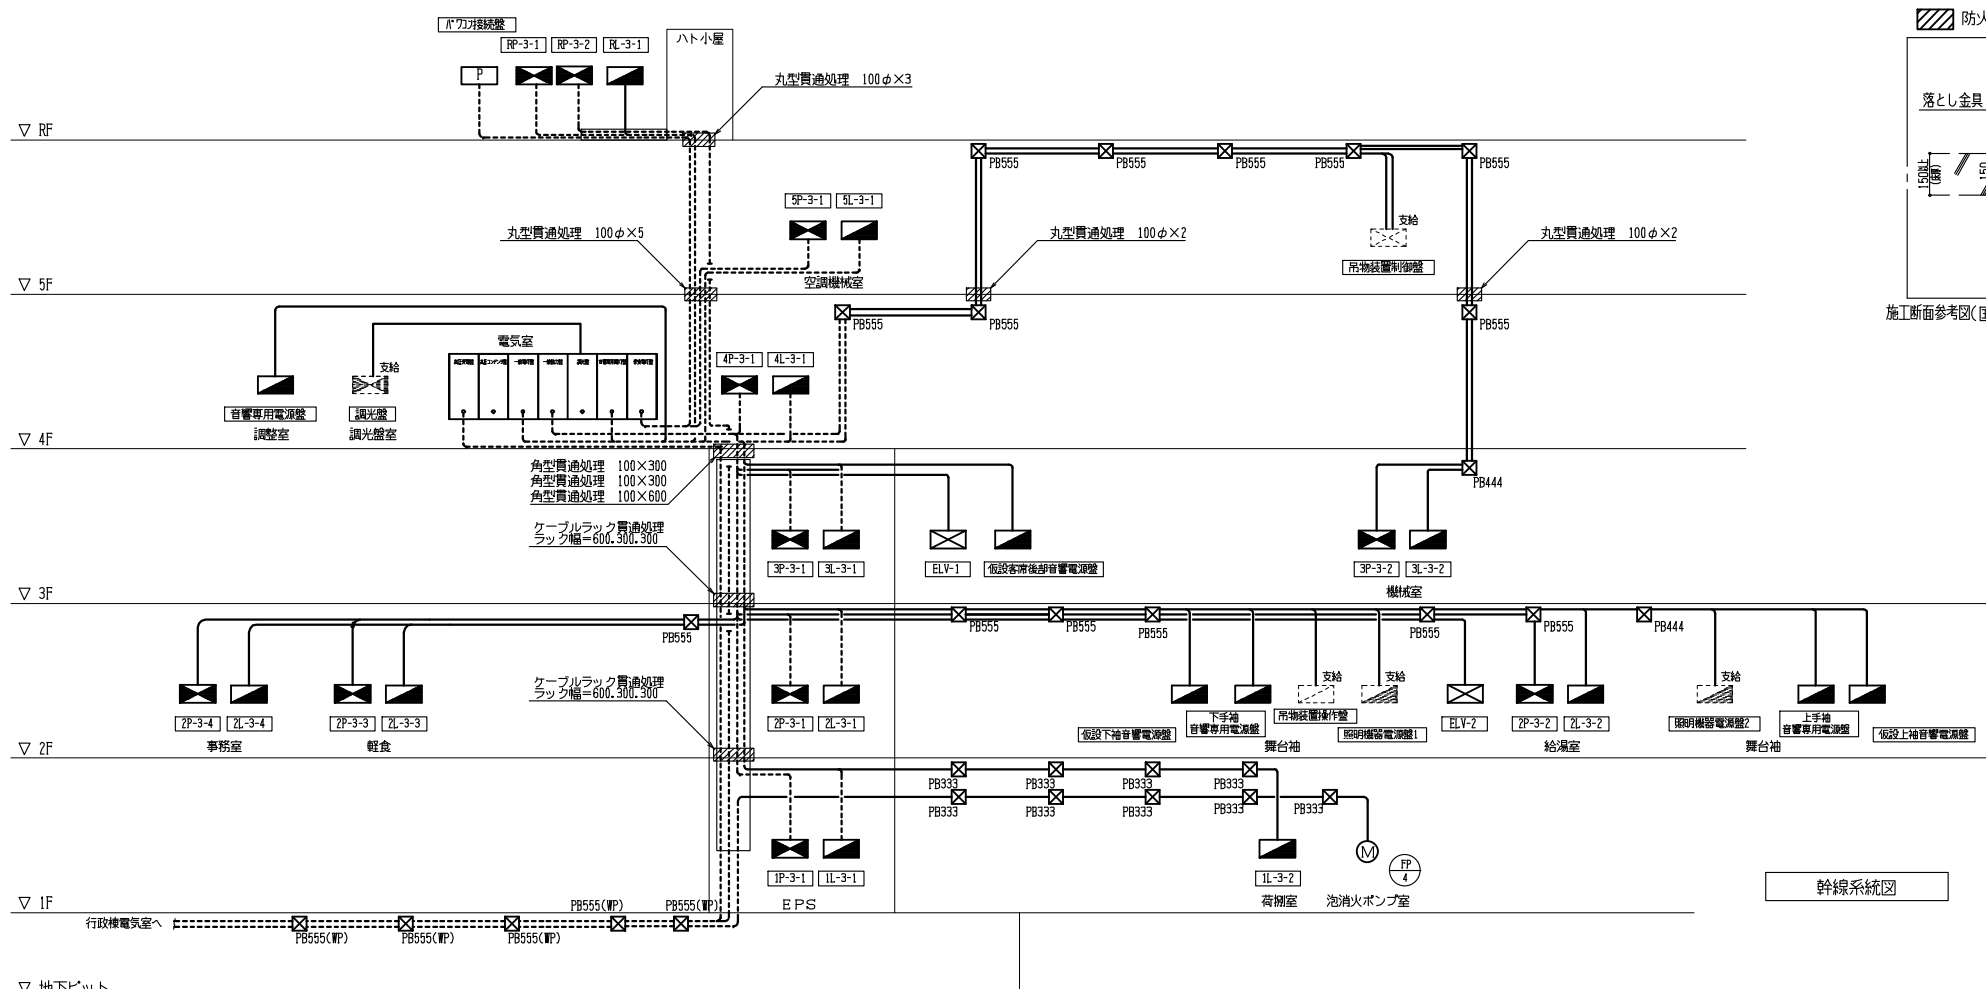 パワコン接続盤
RP-3-1
RP-3-2
RL-3-1
ハト小屋
P
丸型貫通処理 100φ×3
落とし金具
▽ RF
PB555
PB555
PB555
PB555
PB555
150以上
150
5P-3-1
5L-3-1
丸型貫通処理 100φ×5
空調機械室
丸型貫通処理 100φ×2
支給
吊物装置制御盤
丸型貫通処理 100φ×2
▽ 5F
PB555
PB555
PB555
施工断面参考図(
電気室
支給
音響専用電源盤
調整室
調光盤
調光盤室
4P-3-1
4L-3-1
▽ 4F
角型貫通処理 100×300
角型貫通処理 100×300
角型貫通処理 100×600
PB444
ケーブルラック貫通処理
ラック幅=600.300.300
3P-3-1
3L-3-1
ELV-1
仮設客席後部音響電源盤
3P-3-2
3L-3-2
機械室
▽ 3F
PB555
PB555
PB555
PB555
PB555
PB555
PB444
ケーブルラック貫通処理
ラック幅=600.300.300
支給
支給
支給
2P-3-4
2L-3-4
事務室
2P-3-3
2L-3-3
軽食
2P-3-1
2L-3-1
仮設下袖音響電源盤
下手袖
音響専用電源盤
吊物装置操作盤
照明機器電源盤1
舞台袖
ELV-2
2P-3-2
2L-3-2
給湯室
照明機器電源盤2
舞台袖
上手袖
音響専用電源盤
仮設上袖音響電源盤
▽ 2F
PB333
PB333
PB333
PB333
PB333
PB333
PB333
PB333
PB333
1P-3-1
1L-3-1
EPS
1L-3-2
荷捌室
M
FP
4
泡消火ポンプ室
幹線系統図
▽ 1F
行政棟電気室へ
PB555(WP)
PB555(WP)
PB555(WP)
PB555(WP)
PB555(WP)
▽ 地下ピット